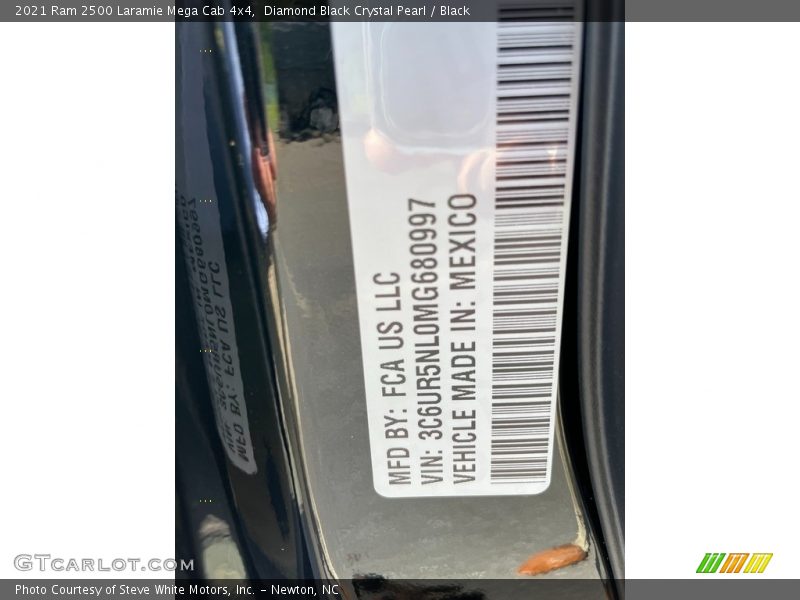 2021 Ram 2500 Laramie Mega Cab 4x4,  Diamond Black Crystal Pearl / Black
MFD BY: FCA US LLC
VIN: 3C6UR5NL0MG680997
VEHICLE MADE IN: MEXICO
GTCARLOT.COM™
Photo Courtesy of Steve White Motors, Inc. – Newton, NC